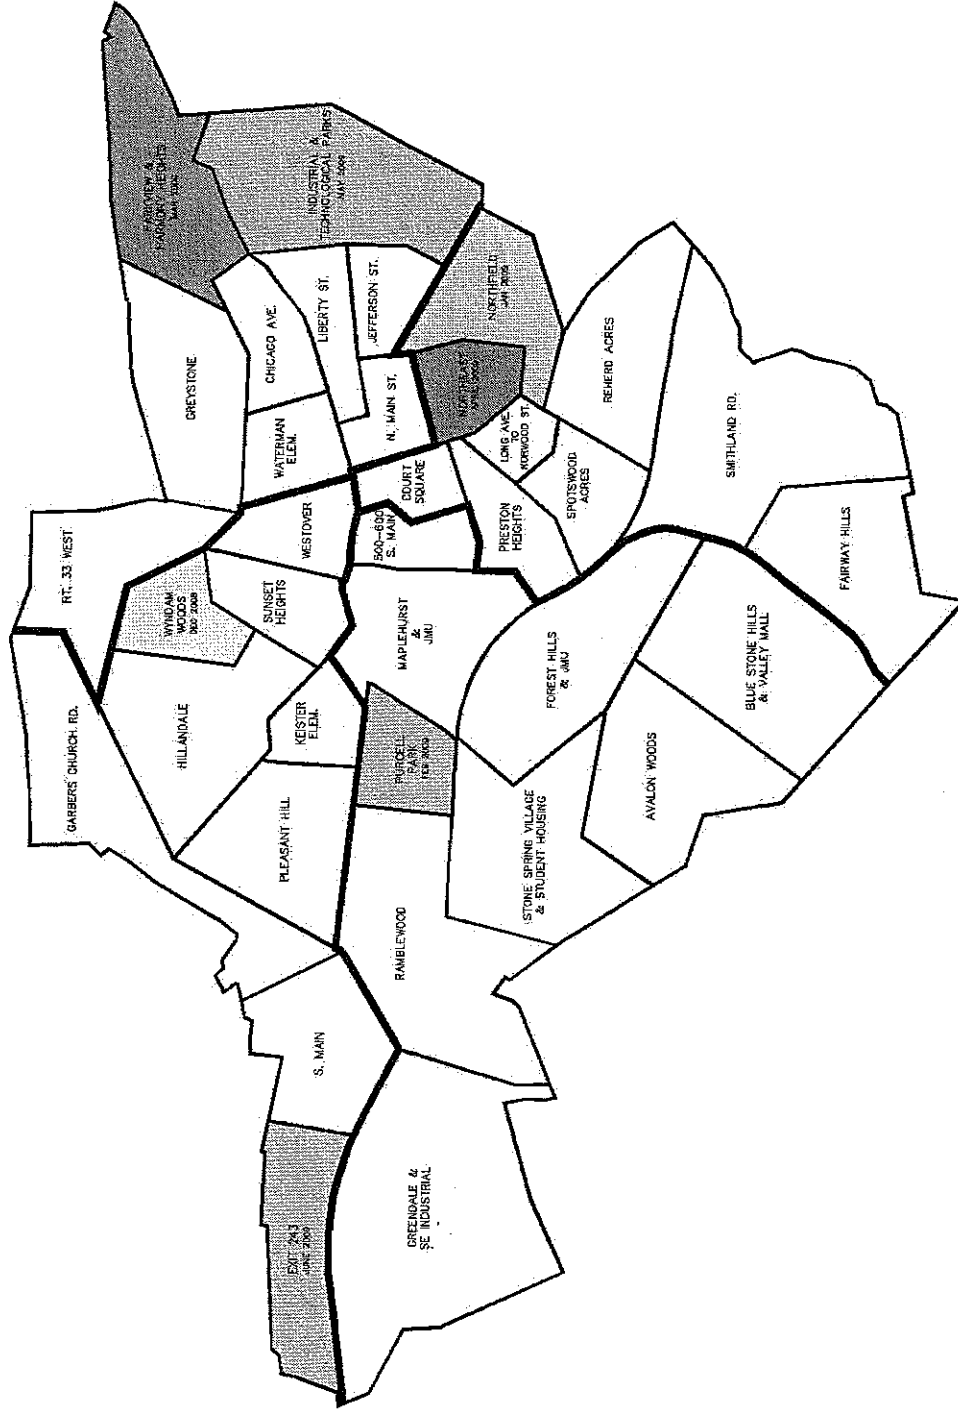 GARBERS CHURCH RD.
RT. 33 WEST
FAIRVIEW &
HARMONY HEIGHTS
WYNDAM
WOODS
DEC 2008
HILLANDALE
GREYSTONE
EXIT 243
JUNE 2009
S. MAIN
PLEASANT HILL
KEISTER
ELEM.
SUNSET
HEIGHTS
WESTOVER
WATERMAN
ELEM.
CHICAGO AVE.
LIBERTY ST.
INDUSTRIAL &
TECHNOLOGICAL PARKS
MAY 2009
JEFFERSON ST.
N. MAIN ST.
500-600
S. MAIN
COURT
SQUARE
MAPLEHURST
&
JMU
PURCELL
PARK
FEB 2009
RAMBLEWOOD
GREENDALE &
SE INDUSTRIAL
NORTHEAST
APRIL 2009
NORTHFIELD
JAN 2009
LONG AVE.
TO
NORWOOD ST.
PRESTON
HEIGHTS
SPOTSWOOD
ACRES
REHERD ACRES
FOREST HILLS
& JMU
STONE SPRING VILLAGE
& STUDENT HOUSING
AVALON WOODS
BLUE STONE HILLS
& VALLEY MALL
SMITHLAND RD.
FAIRWAY HILLS